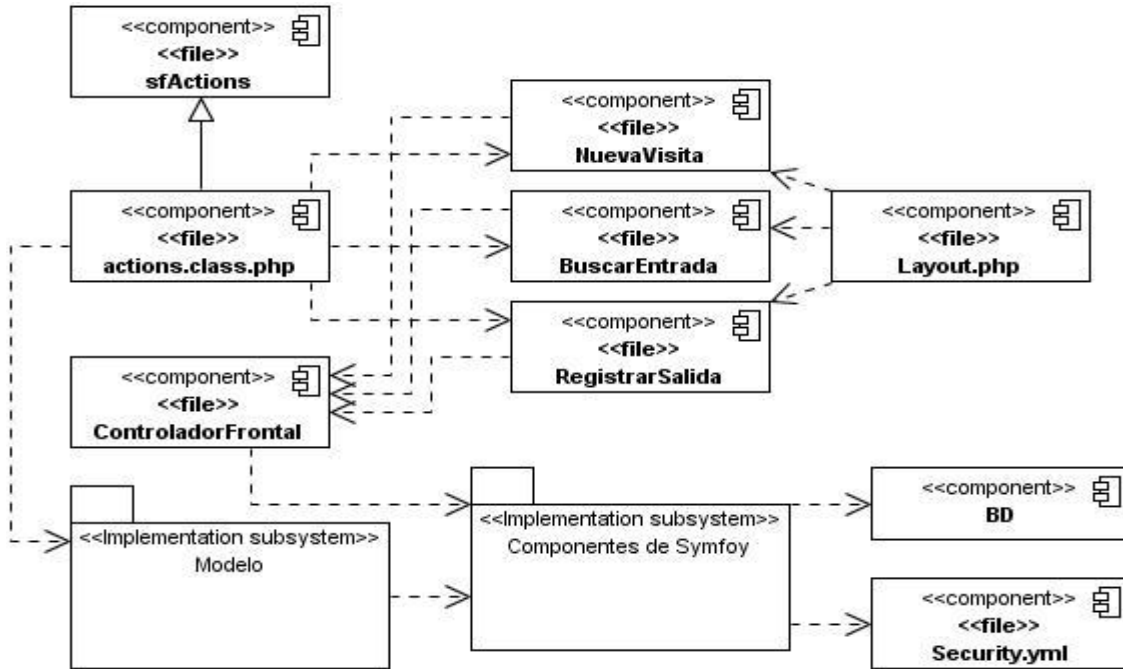 <<component>>
<<file>>
sfActions
<<component>>
<<file>>
NuevaVisita
<<component>>
<<file>>
actions.class.php
<<component>>
<<file>>
BuscarEntrada
<<component>>
<<file>>
Layout.php
<<component>>
<<file>>
RegistrarSalida
<<component>>
<<file>>
ControladorFrontal
<<Implementation subsystem>>
Modelo
<<Implementation subsystem>>
Componentes de Symfoy
<<component>>
BD
<<component>>
<<file>>
Security.yml